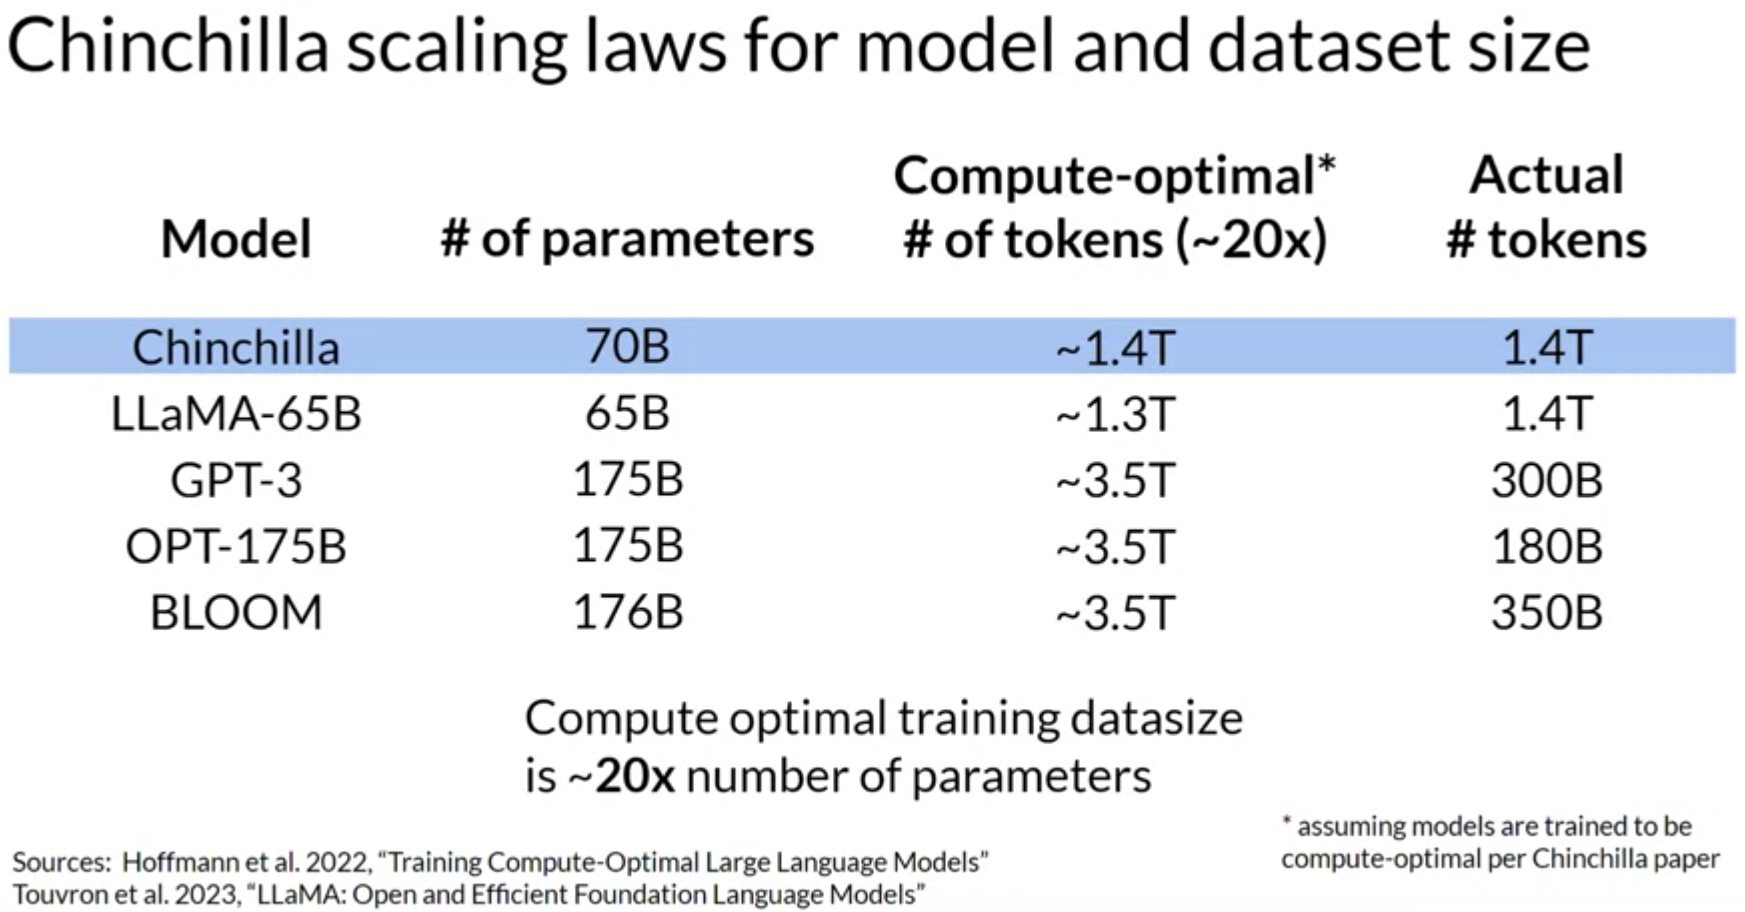 Chinchilla scaling laws for model and dataset size
Compute-optimal* Actual
Model # of parameters # of tokens (~20x) # tokens
Chinchilla 70B ~1.4T 1.4T
LLaMA-65B 65B ~1.3T 1.4T
GPT-3 175B ~3.5T 300B
OPT-175B 175B ~3.5T 180B
BLOOM 176B ~3.5T 350B
Compute optimal training datasize
is ~20x number of parameters
* assuming models are trained to be
compute-optimal per Chinchilla paper
Sources: Hoffmann et al. 2022, “Training Compute-Optimal Large Language Models”
Touvron et al. 2023, “LLaMA: Open and Efficient Foundation Language Models”